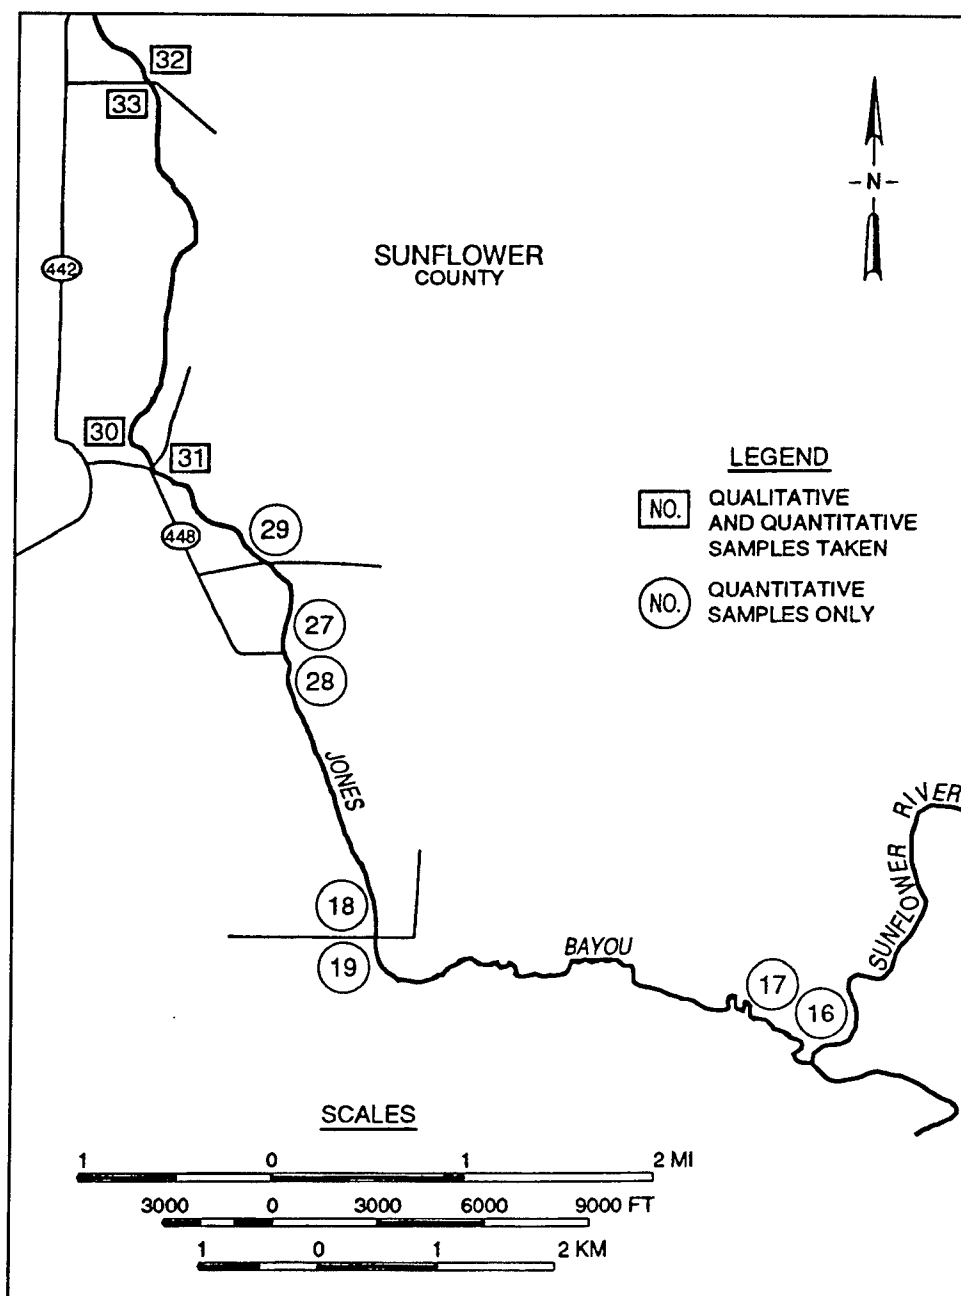 32
33
N
SUNFLOWER
COUNTY
442
30
31
LEGEND
NO. QUALITATIVE
AND QUANTITATIVE
SAMPLES TAKEN
29
448
NO. QUANTITATIVE
SAMPLES ONLY
27
28
JONES
SUNFLOWER RIVER
18
BAYOU
19
17
16
SCALES
1 0 1 2 MI
3000 0 3000 6000 9000 FT
1 0 1 2 KM